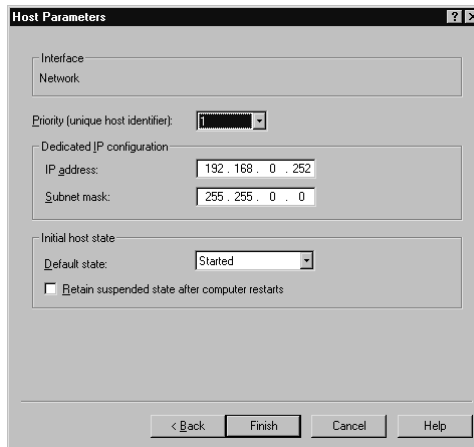 Host Parameters
Interface
Network
Priority (unique host identifier): 1
Dedicated IP configuration
IP address: 192 . 168 . 0 . 252
Subnet mask: 255 . 255 . 0 . 0
Initial host state
Default state: Started
Retain suspended state after computer restarts
< Back Finish Cancel Help